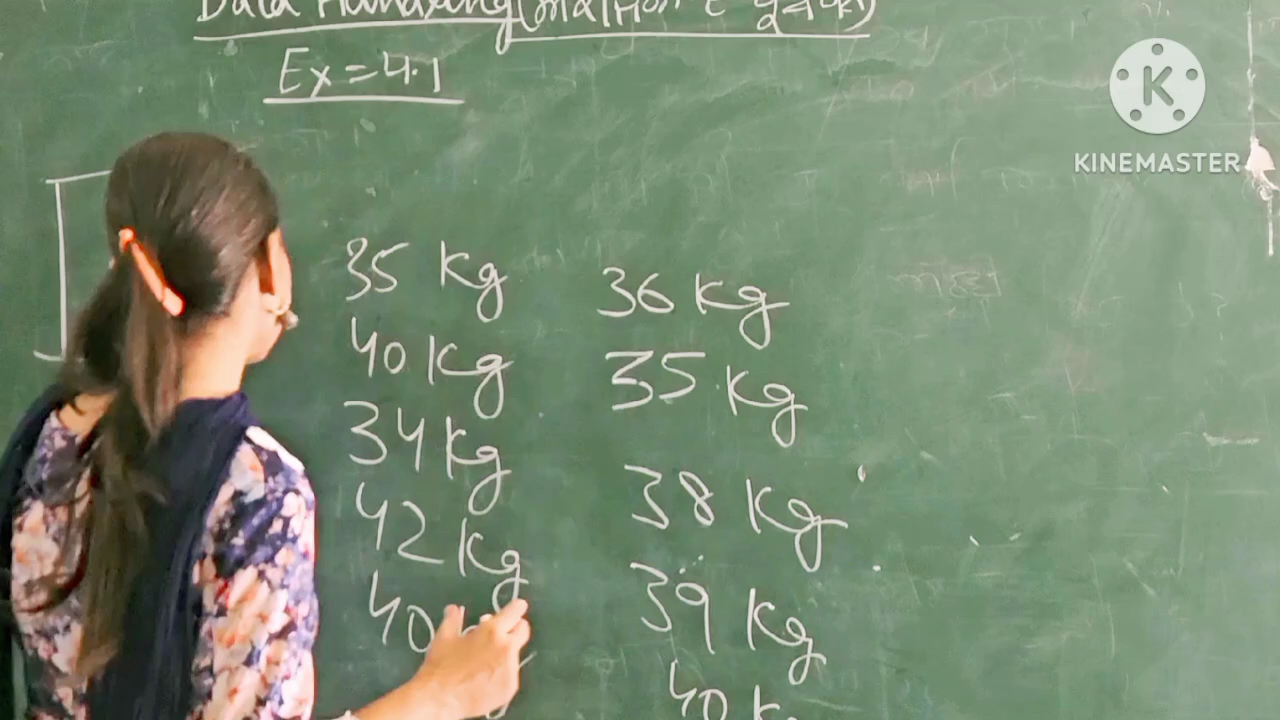 Data Handling
Ex=4.1
35 Kg
40 Kg
34 Kg
42 Kg
40
36 Kg
35 Kg
38 Kg
39 Kg
40 Kg
KINEMASTER